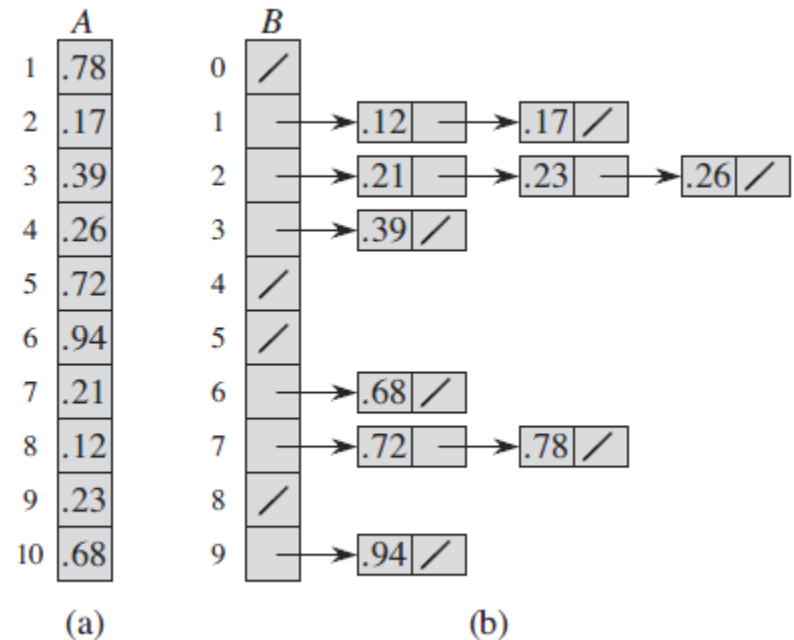 A B
1 .78 0 /
2 .17 1 .12 .17 /
3 .39 2 .21 .23 .26 /
4 .26 3 .39 /
5 .72 4 /
6 .94 5 /
7 .21 6 .68 /
8 .12 7 .72 .78 /
9 .23 8 /
10 .68 9 .94 /
(a) (b)